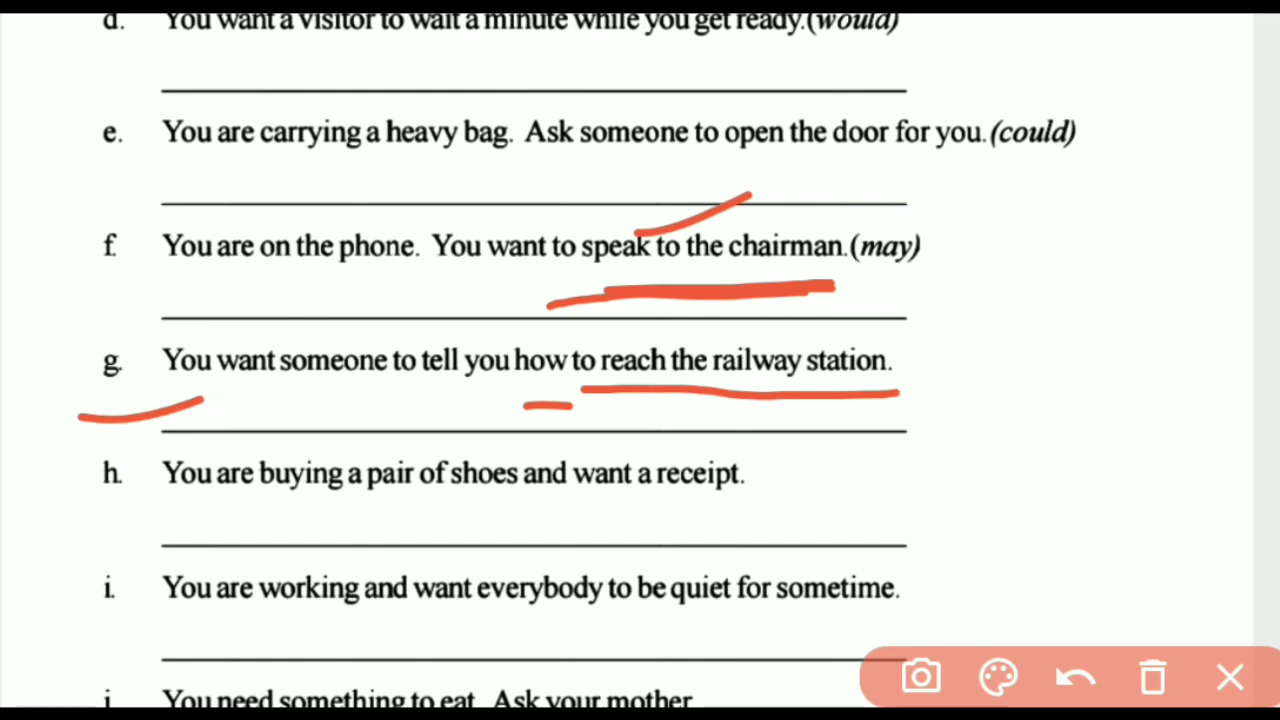 d. You want a visitor to wait a minute while you get ready.(would)
e. You are carrying a heavy bag. Ask someone to open the door for you.(could)
f. You are on the phone. You want to speak to the chairman.(may)
g. You want someone to tell you how to reach the railway station.
h. You are buying a pair of shoes and want a receipt.
i. You are working and want everybody to be quiet for sometime.
j. You need something to eat. Ask your mother